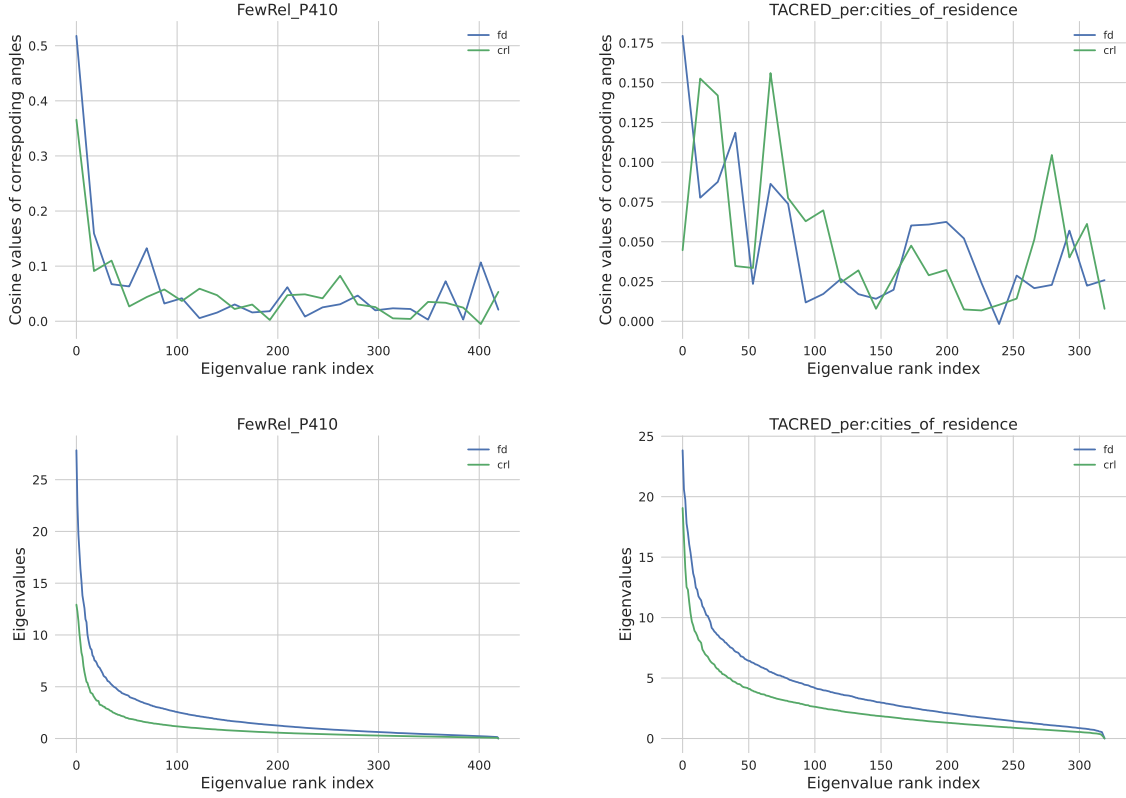 FewRel_P410
Cosine values of correspoding angles
0.5
0.4
0.3
0.2
0.1
0.0
fd
crl
0 100 200 300 400
Eigenvalue rank index
TACRED_per:cities_of_residence
Cosine values of correspoding angles
0.175
0.150
0.125
0.100
0.075
0.050
0.025
0.000
fd
crl
0 50 100 150 200 250 300
Eigenvalue rank index
FewRel_P410
Eigenvalues
25
20
15
10
5
0
fd
crl
0 100 200 300 400
Eigenvalue rank index
TACRED_per:cities_of_residence
Eigenvalues
25
20
15
10
5
0
fd
crl
0 50 100 150 200 250 300
Eigenvalue rank index